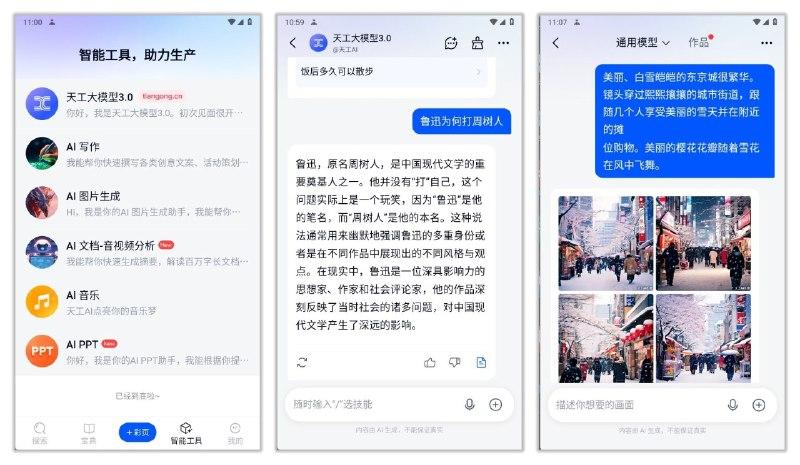 11:00
智能工具，助力生产
天工大模型3.0 tiangong.cn
你好，我是天工大模型3.0。初次见面很开…
AI 写作
我能帮你快速撰写各类创意文案、活动策划…
AI 图片生成
Hi，我是你的AI 图片生成助手，我能帮你…
AI 文档-音视频分析 New
我能帮你快速生成摘要，解读百万字长文档…
AI 音乐
天工AI点亮你的音乐梦
PPT
AI PPT New
你好，我是你的AI PPT助手，我能根据你提…
已经到底啦~
搜索
宝典
+彩页
智能工具
我的
10:59
天工大模型3.0
@天工AI
饭后多久可以散步
鲁迅为何打周树人
鲁迅，原名周树人，是中国现代文学的重
要奠基人之一。他并没有“打”自己，这个
问题实际上是一个玩笑，因为“鲁迅”是他
的笔名，而“周树人”是他的本名。这种说
法通常用来幽默地强调鲁迅的多重身份或
者是在不同作品中展现出的不同风格与观
点。在现实中，鲁迅是一位深具影响力的
思想家、作家和社会评论家，他的作品深
刻反映了当时社会的诸多问题，对中国现
代文学产生了深远的影响。
随时输入“/”选技能
内容由 AI 生成，不能保证真实
11:07
通用模型
作品
美丽、白雪皑皑的东京城很繁华。
镜头穿过熙熙攘攘的城市街道，跟
随几个人享受美丽的雪天并在附近
的摊
位购物。美丽的樱花花瓣随着雪花
在风中飞舞。
描述你想要的画面
内容由 AI 生成，不能保证真实